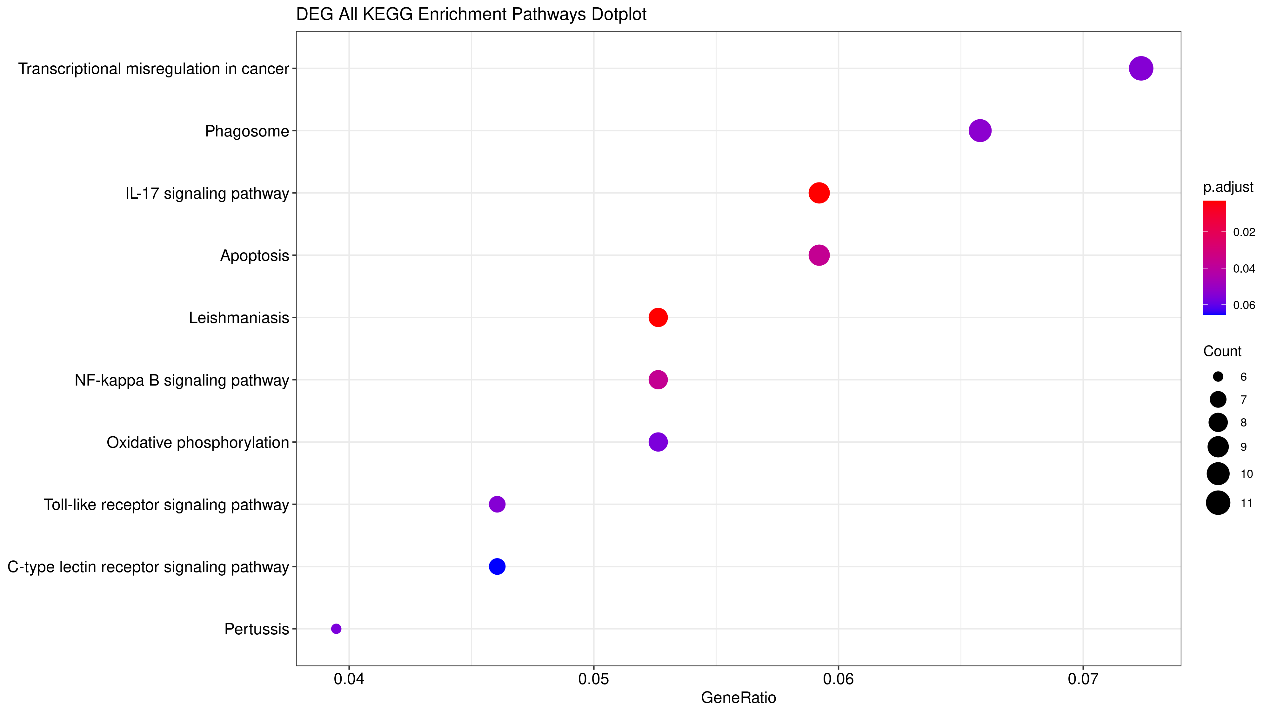 DEG All KEGG Enrichment Pathways Dotplot
Transcriptional misregulation in cancer
Phagosome
IL-17 signaling pathway
Apoptosis
Leishmaniasis
NF-kappa B signaling pathway
Oxidative phosphorylation
Toll-like receptor signaling pathway
C-type lectin receptor signaling pathway
Pertussis
0.04
0.05
0.06
0.07
GeneRatio
p.adjust
0.02
0.04
0.06
Count
6
7
8
9
10
11